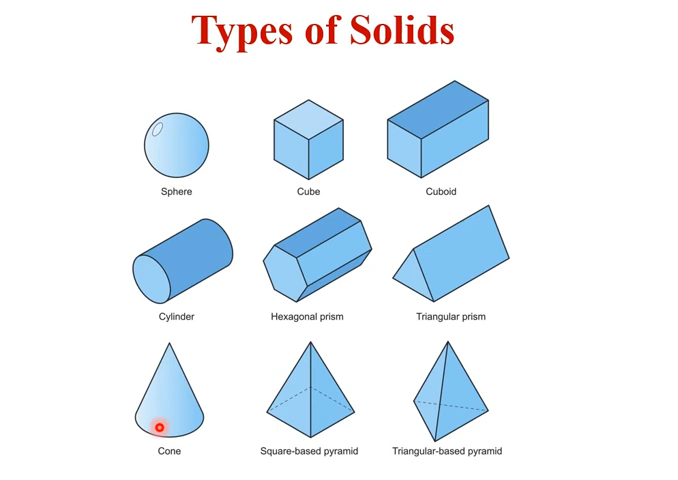 Types of Solids
Sphere
Cube
Cuboid
Cylinder
Hexagonal prism
Triangular prism
Cone
Square-based pyramid
Triangular-based pyramid